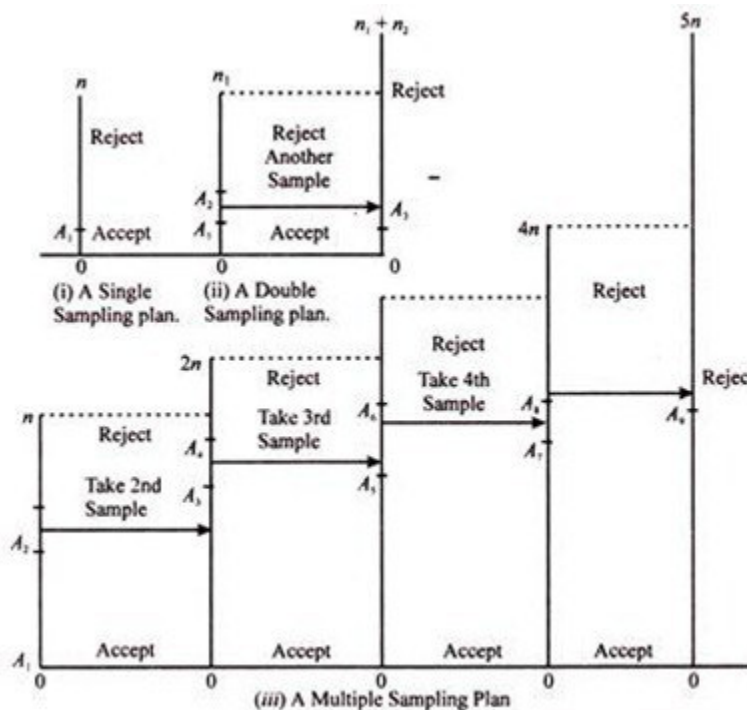 n₁ + n₂
5n
n
n₁
Reject
Reject
Reject
Another
Sample
A₂
A₁
Accept
A₁
Accept
A₃
0
0
0
(i) A Single
Sampling plan.
(ii) A Double
Sampling plan.
4n
Reject
2n
Reject
Take 4th
Sample
Reject
Take 3rd
Sample
A₆
A₈
Reject
A₉
n
Reject
A₄
A₇
Take 2nd
Sample
A₃
A₅
A₂
A₁
Accept
Accept
Accept
Accept
0
0
0
0
0
(iii) A Multiple Sampling Plan